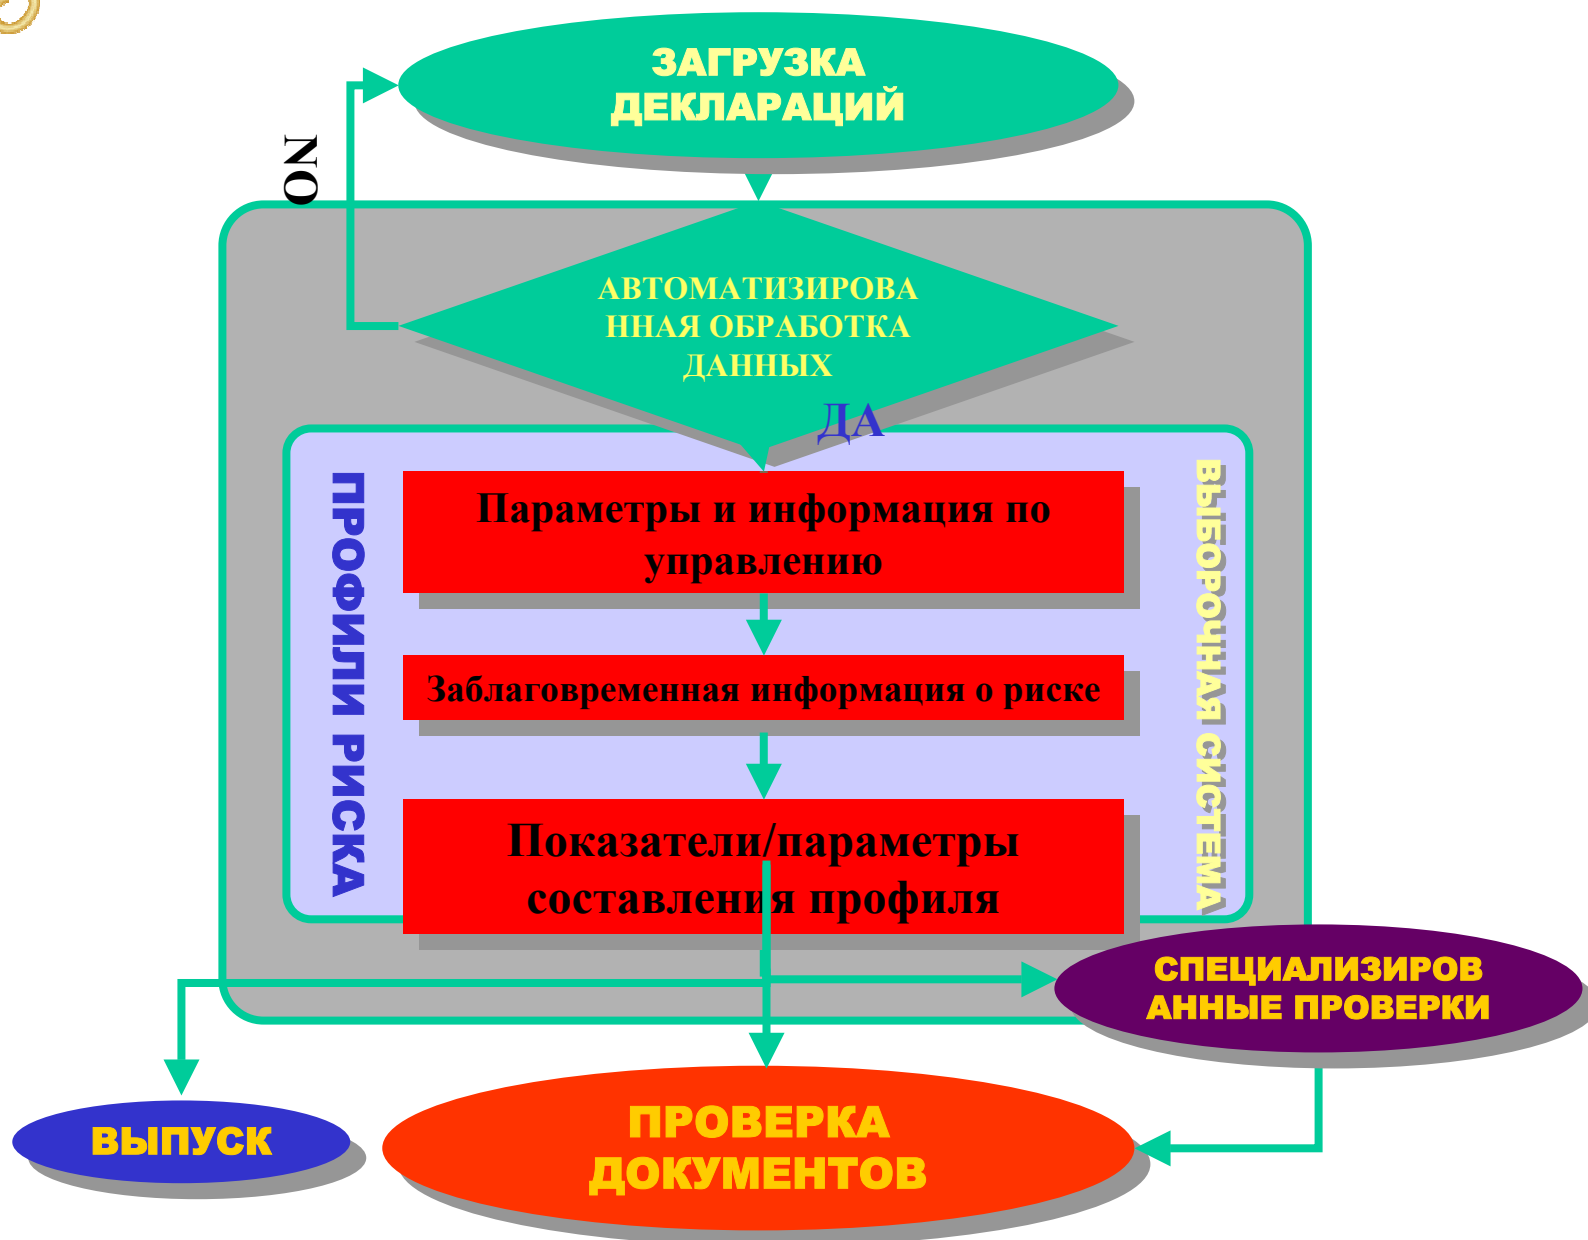 ЗАГРУЗКА
ДЕКЛАРАЦИЙ
NO
АВТОМАТИЗИРОВА
ННАЯ ОБРАБОТКА
ДАННЫХ
ДА
ПРОФИЛИ РИСКА
Параметры и информация по
управлению
Заблаговременная информация о риске
Показатели/параметры
составления профиля
ВЫБОРОЧНАЯ СИСТЕМА
СПЕЦИАЛИЗИРОВ
АННЫЕ ПРОВЕРКИ
ВЫПУСК
ПРОВЕРКА
ДОКУМЕНТОВ